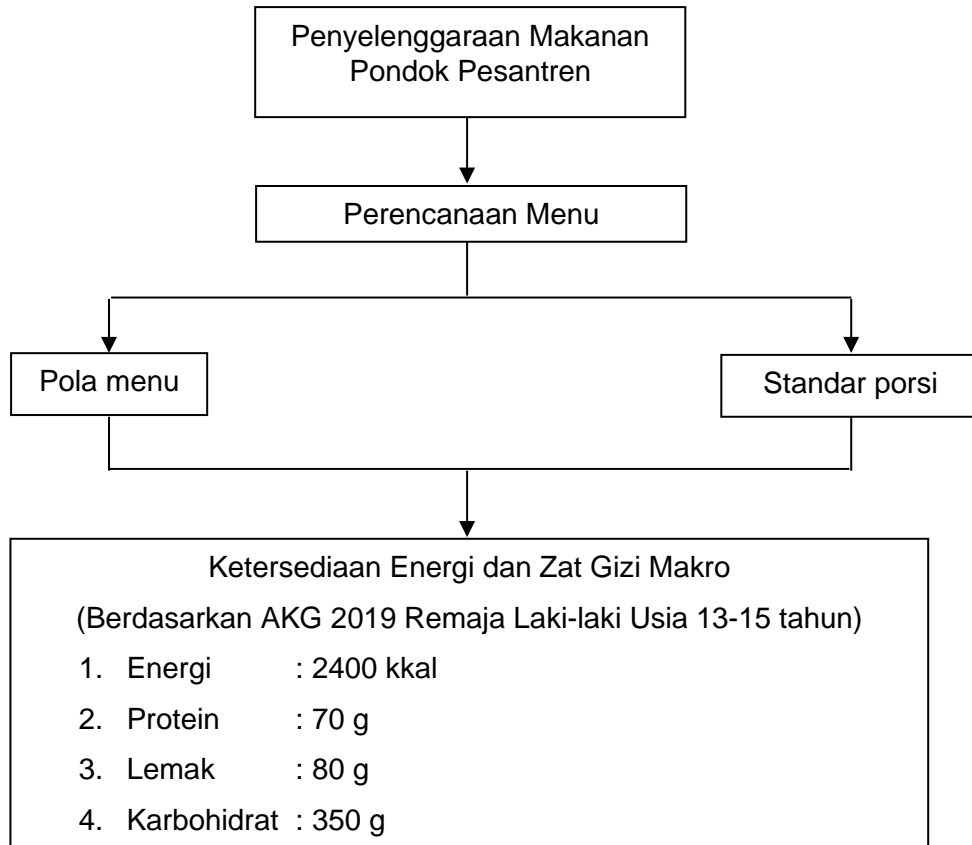 Penyelenggaraan Makanan
Pondok Pesantren
Perencanaan Menu
Pola menu
Standar porsi
Ketersediaan Energi dan Zat Gizi Makro
(Berdasarkan AKG 2019 Remaja Laki-laki Usia 13-15 tahun)
1. Energi : 2400 kkal
2. Protein : 70 g
3. Lemak : 80 g
4. Karbohidrat : 350 g